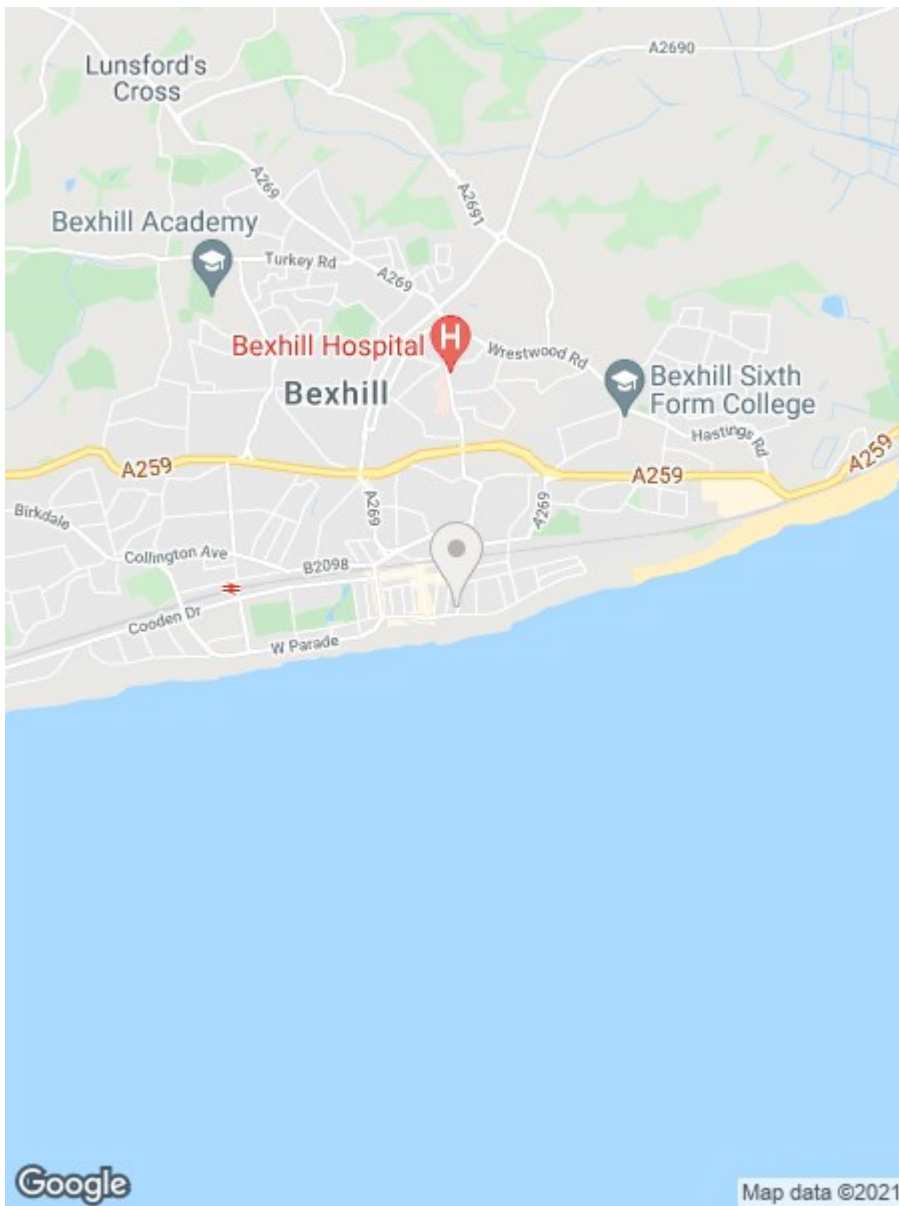 A2690
Lunsford's
Cross
A269
A2691
Bexhill Academy
Turkey Rd
A269
Bexhill Hospital
H
Wrestwood Rd
Bexhill
Bexhill Sixth
Form College
Hastings Rd
A259
A259
A259
A269
A269
Birkdale
Collington Ave
B2098
Cooden Dr
W Parade
Google
Map data ©2021